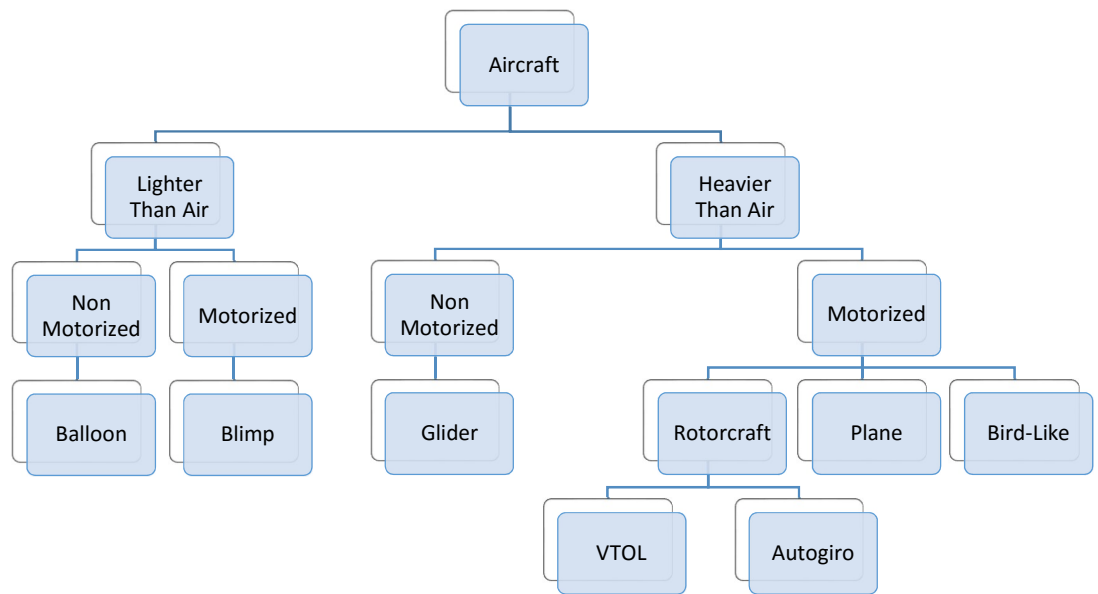 Aircraft
Lighter
Than Air
Heavier
Than Air
Non
Motorized
Motorized
Non
Motorized
Motorized
Balloon
Blimp
Glider
Rotorcraft
Plane
Bird-Like
VTOL
Autogiro